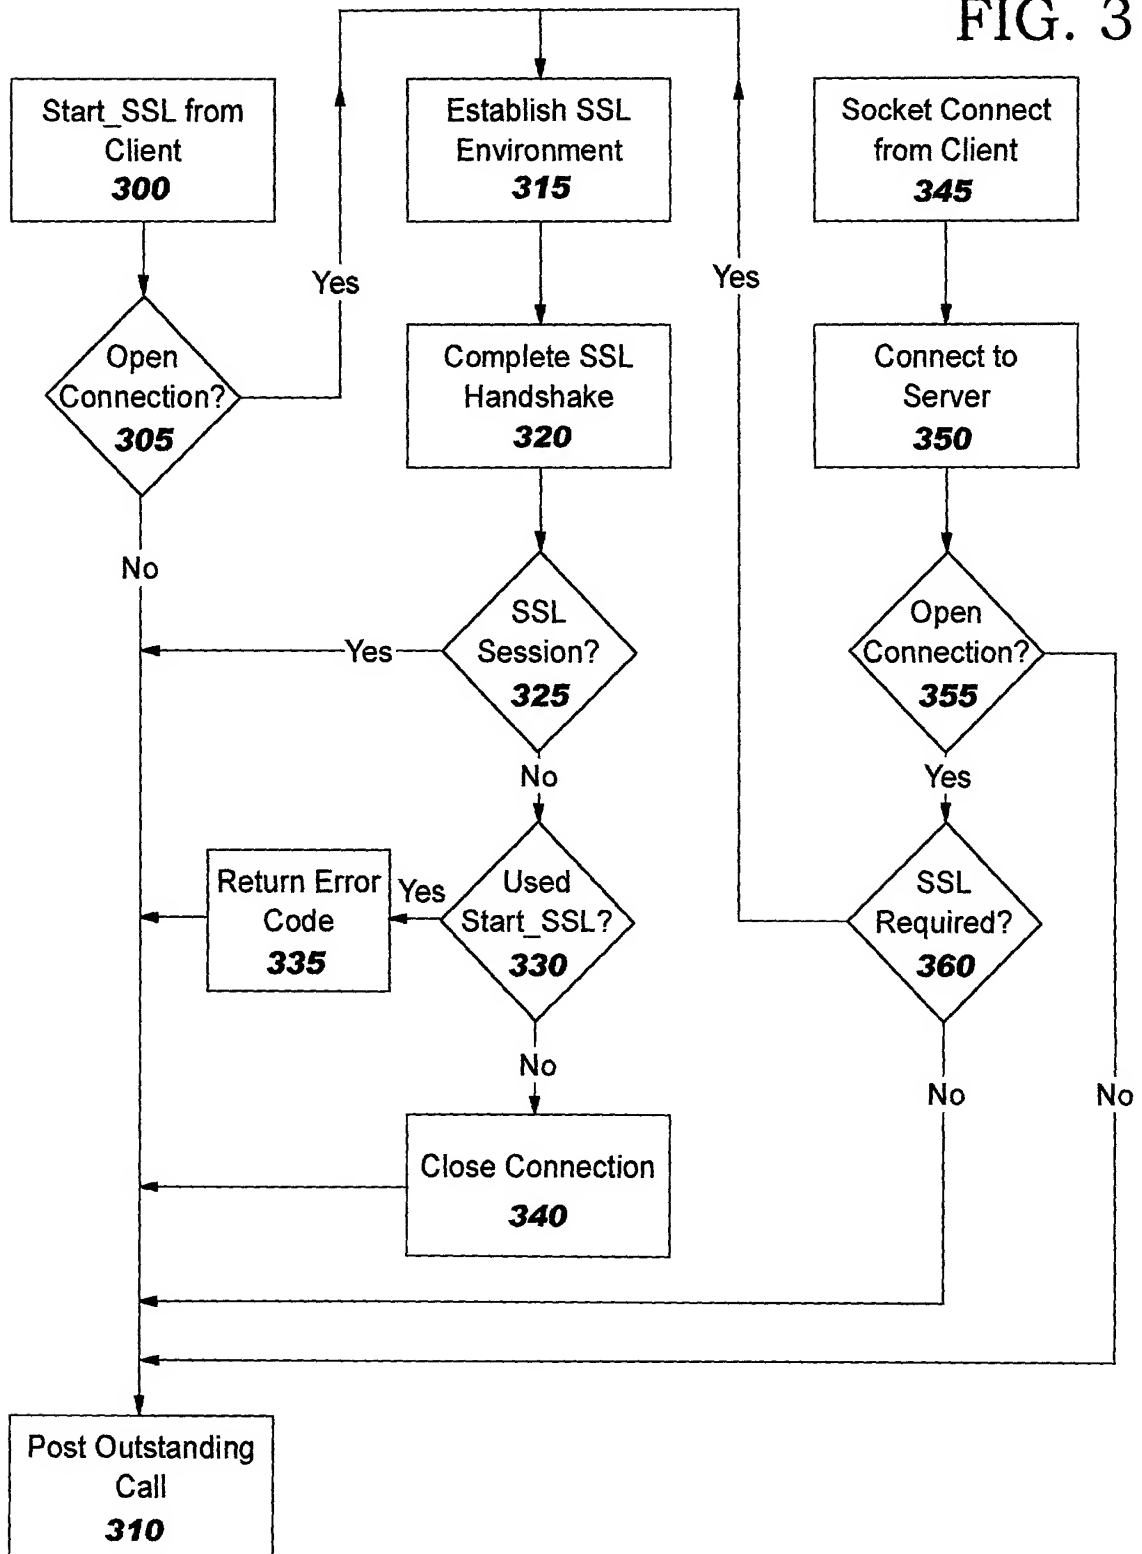 FIG. 3
Start_SSL from
Client
300
Establish SSL
Environment
315
Socket Connect
from Client
345
Yes
Yes
Open
Connection?
305
Complete SSL
Handshake
320
Connect to
Server
350
No
SSL
Session?
325
Yes
Open
Connection?
355
No
Yes
Return Error
Code
335
Yes
Used
Start_SSL?
330
SSL
Required?
360
No
No
No
Close Connection
340
Post Outstanding
Call
310